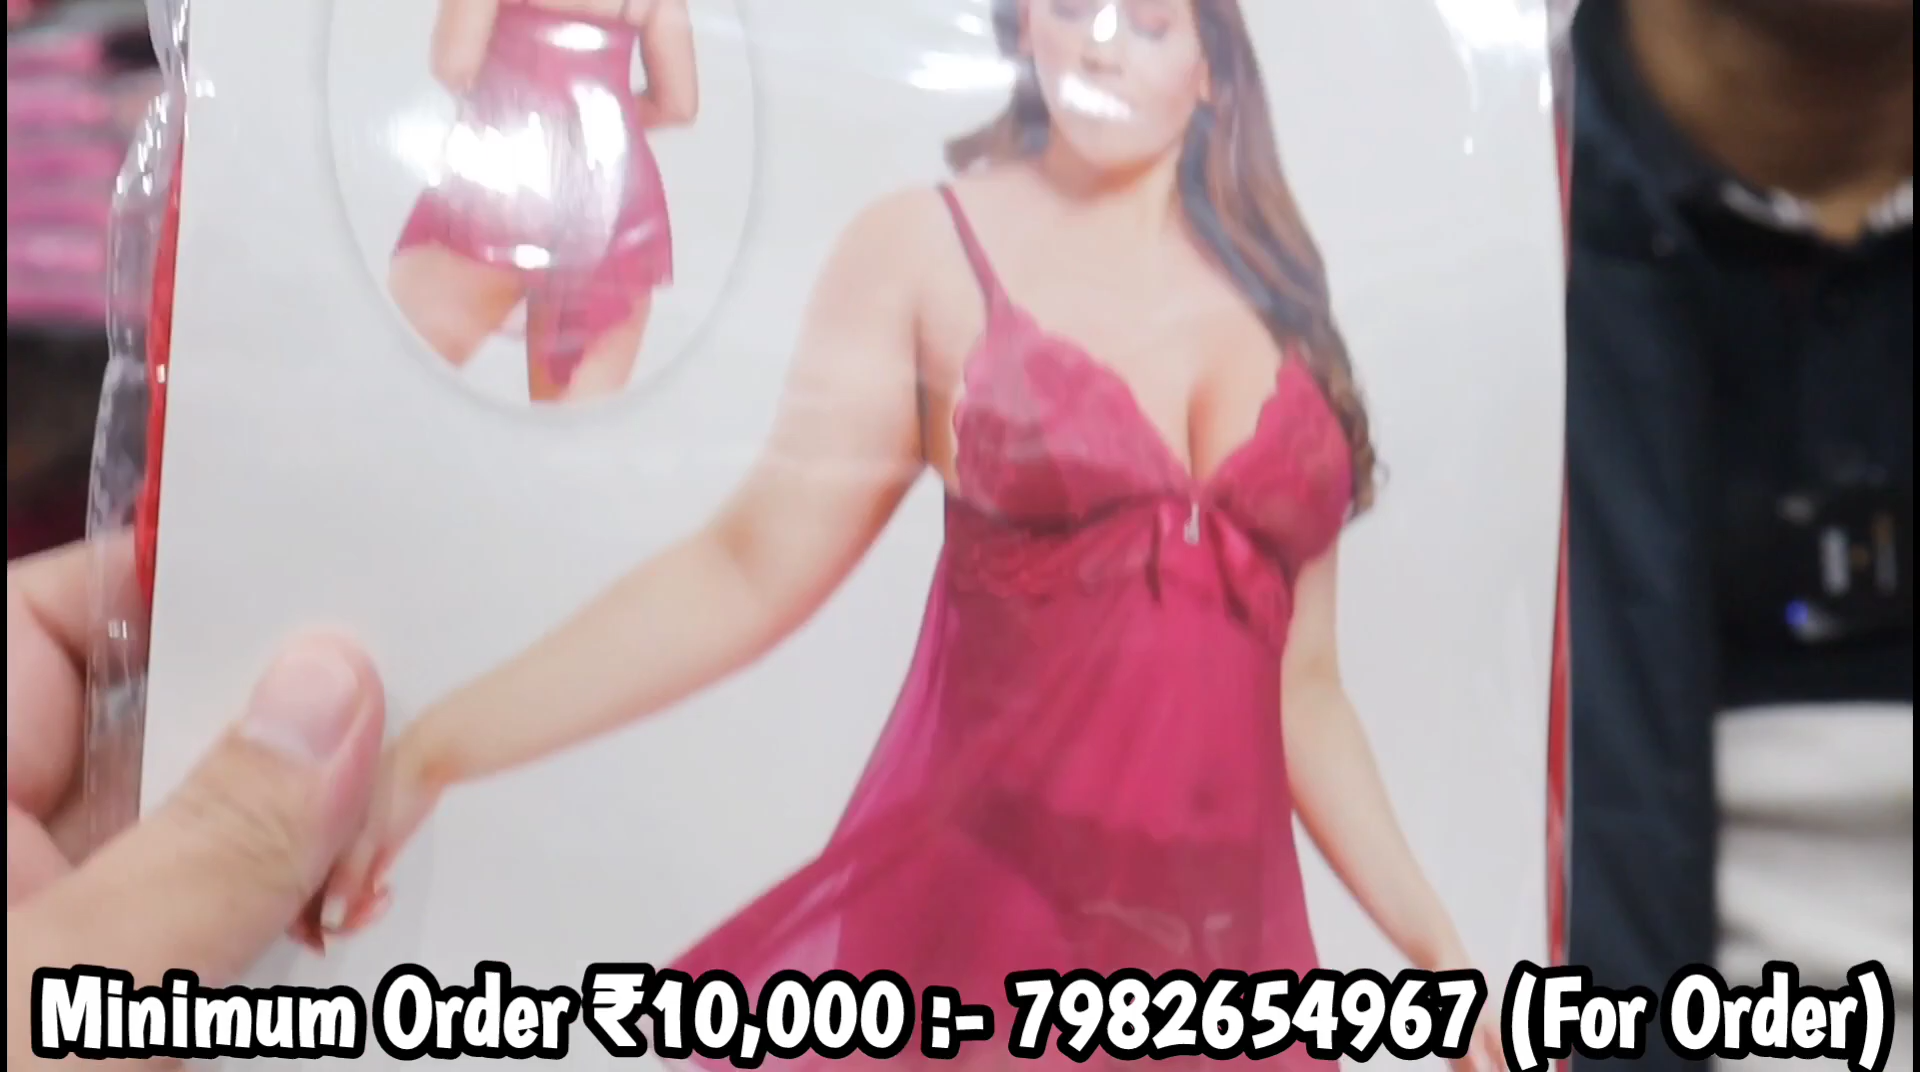 Minimum Order ₹10,000 :- 7982654967 (For Order)